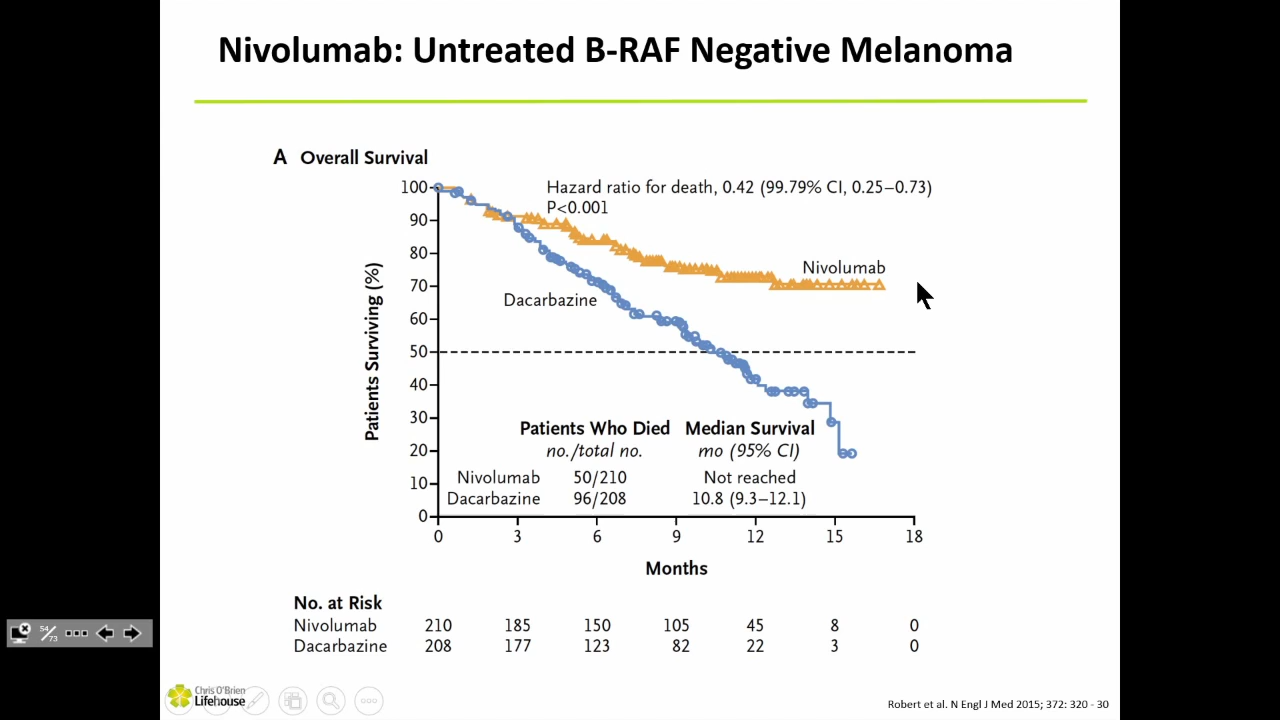 Nivolumab: Untreated B-RAF Negative Melanoma
A Overall Survival
Hazard ratio for death, 0.42 (99.79% CI, 0.25–0.73)
P<0.001
Patients Surviving (%)
100
90
80
70
60
50
40
30
20
10
0
Nivolumab
Dacarbazine
Patients Who Died Median Survival
no./total no. mo (95% CI)
Nivolumab 50/210 Not reached
Dacarbazine 96/208 10.8 (9.3–12.1)
0 3 6 9 12 15 18
Months
No. at Risk
Nivolumab 210 185 150 105 45 8 0
Dacarbazine 208 177 123 82 22 3 0
54/73
Chris O'Brien
Lifehouse
Robert et al. N Engl J Med 2015; 372: 320 - 30